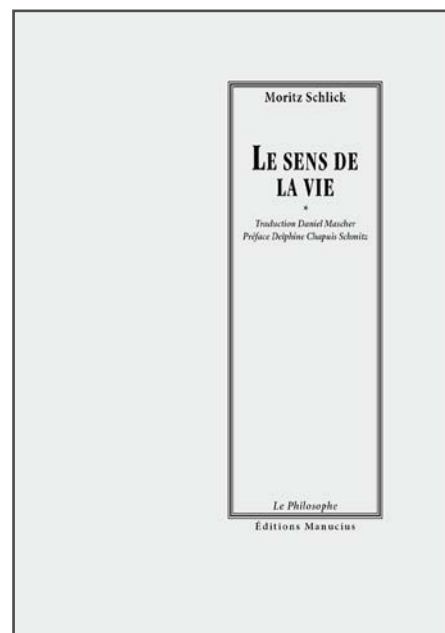 Moritz Schlick
LE SENS DE
LA VIE
*
Traduction Daniel Mascher
Préface Delphine Chapuis Schmitz
Le Philosophe
Éditions Manucius